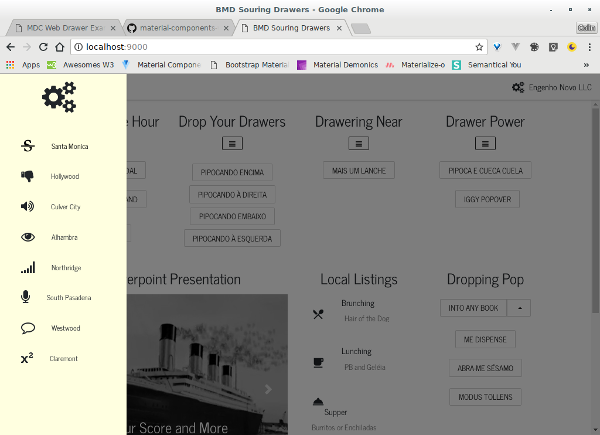 BMD Souring Drawers - Google Chrome
MDC Web Drawer Exa
material-components
BMD Souring Drawers
localhost:9000
Apps
Awesomes W3
Material Compone
Bootstrap Material
Material Demonics
Materialize-o
Semantical You
»
Engenho Novo LLC
e Hour
Drop Your Drawers
Drawering Near
Drawer Power
DAL
PIPOCANDO ENCIMA
MAIS UM LANCHE
PIPOCA E CUECA CUELA
ANO
PIPOCANDO À DIREITA
IGGY POPOVER
PIPOCANDO EMBAIXO
PIPOCANDO À ESQUERDA
Santa Monica
Hollywood
Culver City
Alhambra
Northridge
South Pasadena
Westwood
x² Claremont
erpoint Presentation
Local Listings
Dropping Pop
Brunching
Hair of the Dog
Lunching
PB and Geléia
Supper
Burritos or Enchiladas
INTO ANY BOOK
ME DISPENSE
ABRA ME SÉSAMO
MODUS TOLLENS
ur Score and More